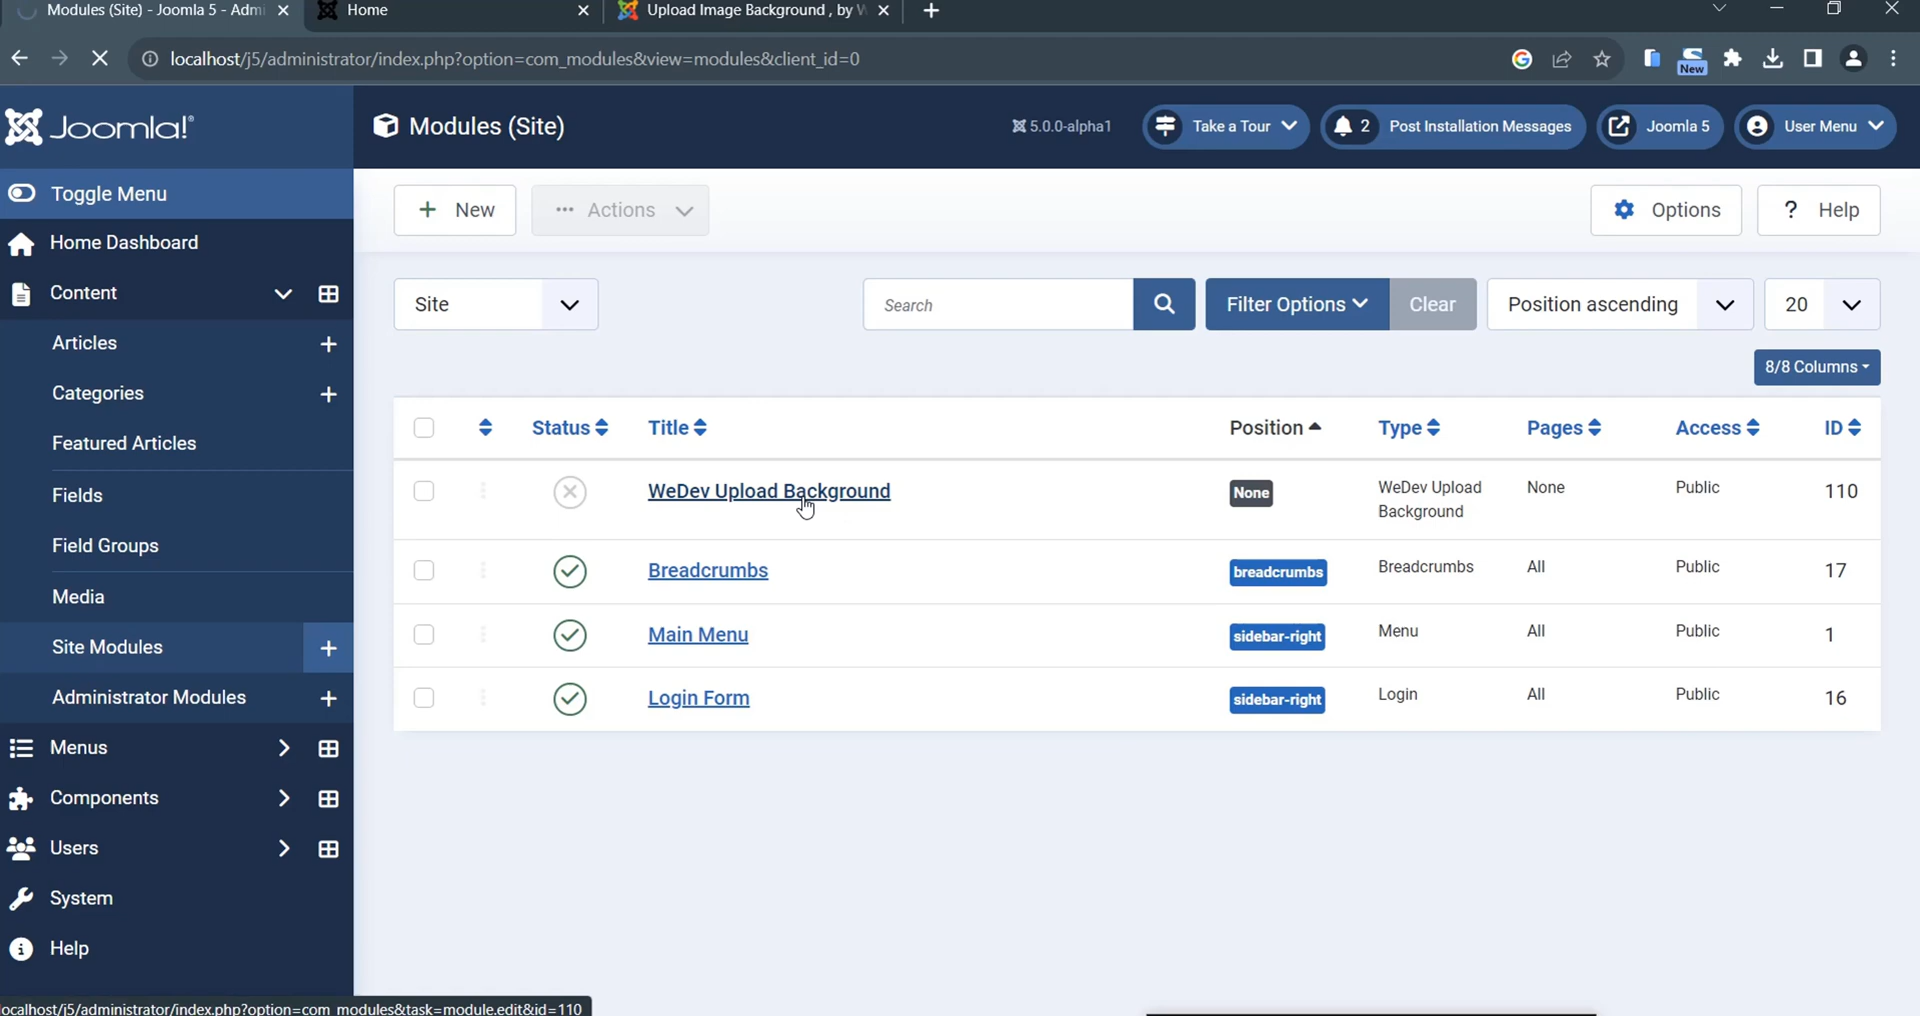 Modules (Site) - Joomla 5 - Admi
Home
Upload Image Background , by W
localhost/j5/administrator/index.php?option=com_modules&view=modules&client_id=0
New
Joomla!
Modules (Site)
5.0.0-alpha1
Take a Tour
2 Post Installation Messages
Joomla 5
User Menu
Toggle Menu
Home Dashboard
Content
Articles
Categories
Featured Articles
Fields
Field Groups
Media
Site Modules
Administrator Modules
Menus
Components
Users
System
Help
+ New
... Actions
Options
? Help
Site
Search
Filter Options
Clear
Position ascending
20
8/8 Columns
Status Title Position Type Pages Access ID
WeDev Upload Background None WeDev Upload None Public 110
Background
Breadcrumbs breadcrumbs Breadcrumbs All Public 17
Main Menu sidebar-right Menu All Public 1
Login Form sidebar-right Login All Public 16
localhost/j5/administrator/index.php?option=com_modules&task=module.edit&id=110